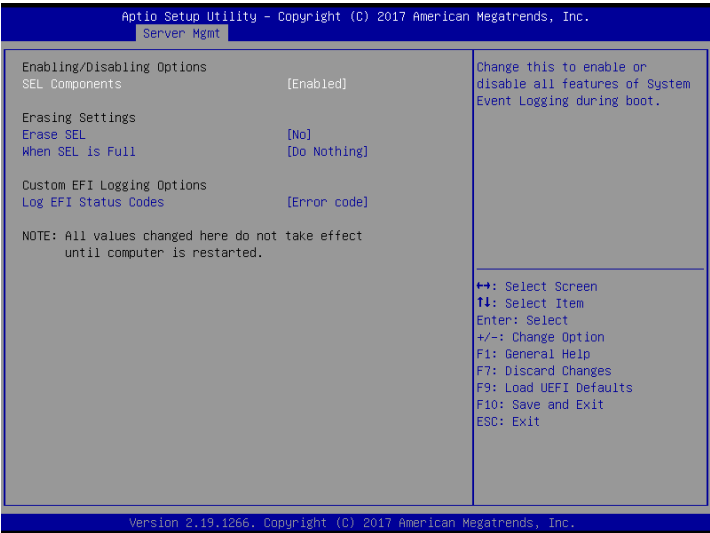 Aptio Setup Utility – Copyright (C) 2017 American Megatrends, Inc.
Server Mgmt
Enabling/Disabling Options
SEL Components [Enabled]
Erasing Settings
Erase SEL [No]
When SEL is Full [Do Nothing]
Custom EFI Logging Options
Log EFI Status Codes [Error code]
NOTE: All values changed here do not take effect
until computer is restarted.
Change this to enable or
disable all features of System
Event Logging during boot.
↔: Select Screen
↑↓: Select Item
Enter: Select
+/-: Change Option
F1: General Help
F7: Discard Changes
F9: Load UEFI Defaults
F10: Save and Exit
ESC: Exit
Version 2.19.1266. Copyright (C) 2017 American Megatrends, Inc.